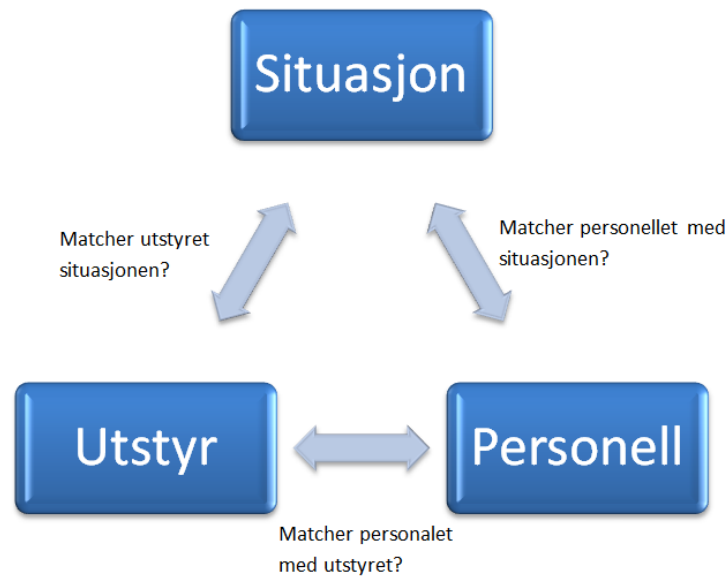 Situasjon
Matcher utstyret
situasjonen?
Matcher personellet med
situasjonen?
Utstyr
Personell
Matcher personalet
med utstyret?